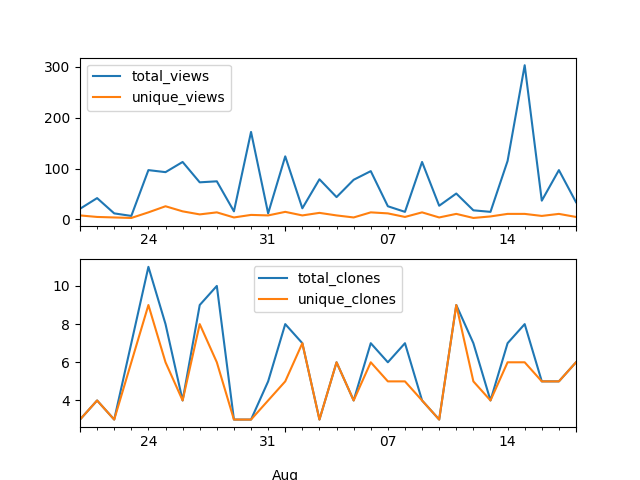 total_views
unique_views
300
200
100
0
24 31 07 14
total_clones
unique_clones
10
8
6
4
24 31 07 14
Aug